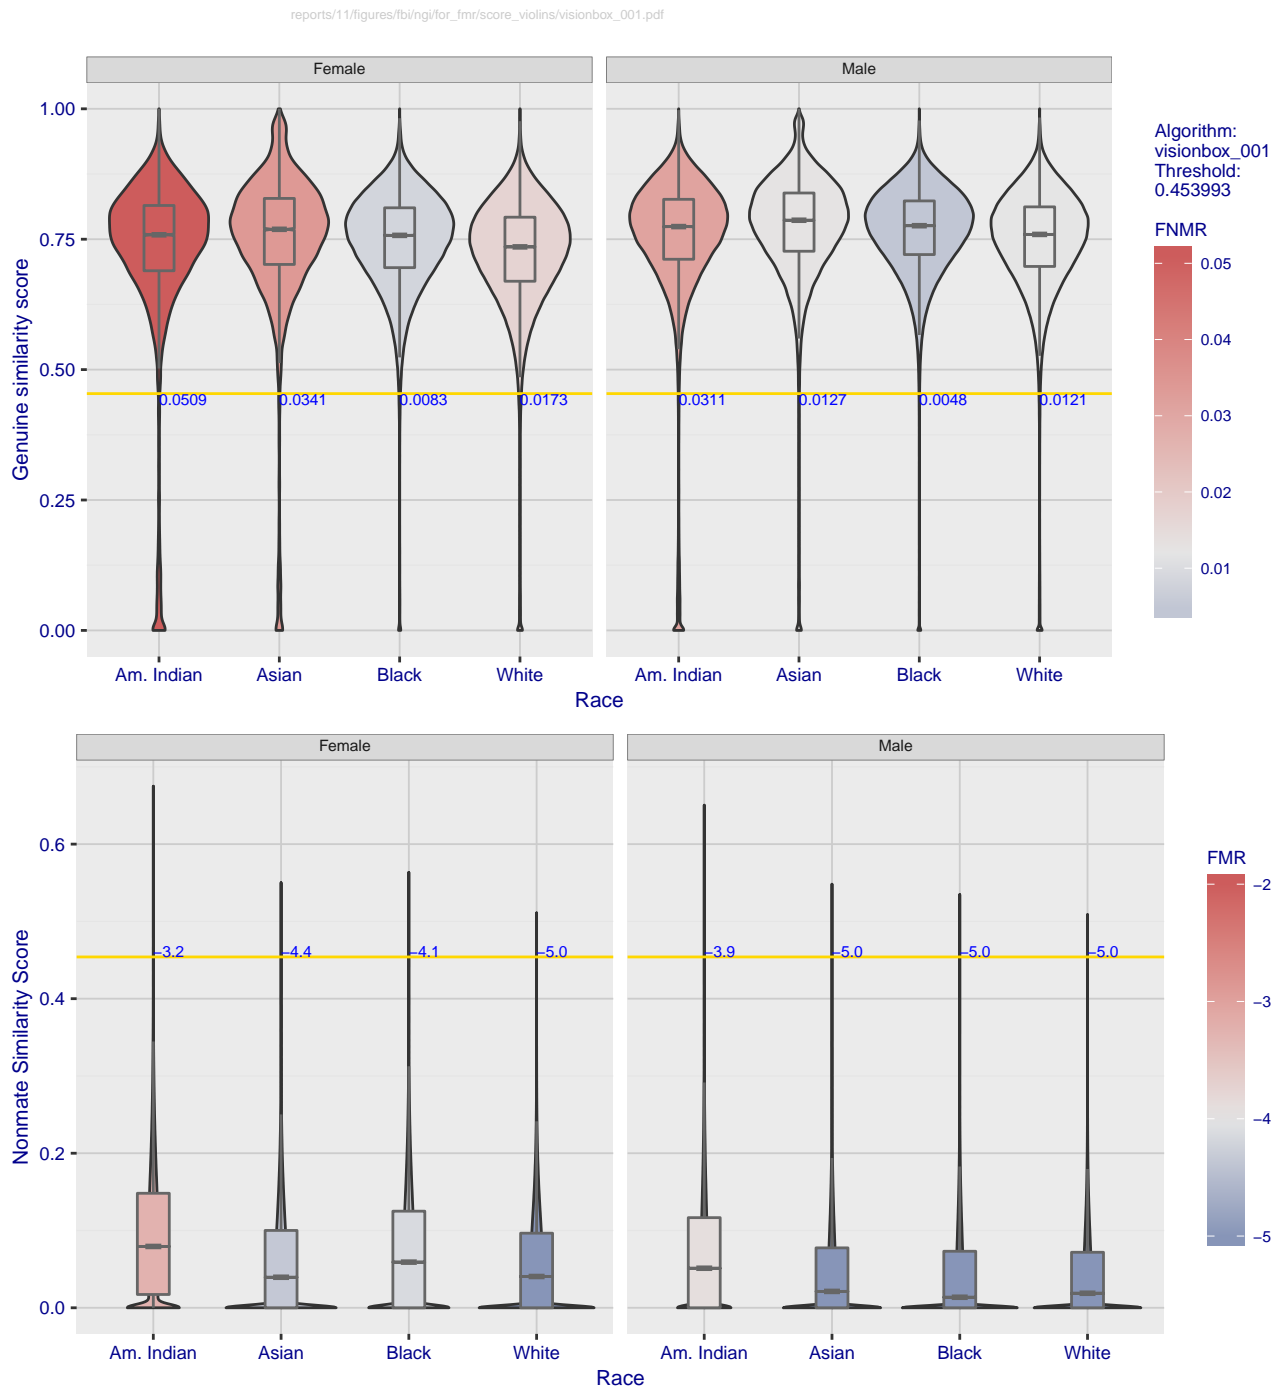 reports/11/figures/fbi/ngi/for_fmr/score_violins/visionbox_001.pdf
Female
Male
Genuine similarity score
1.00
0.75
0.50
0.25
0.00
0.0509
0.0341
0.0083
0.0173
0.0311
0.0127
0.0048
0.0121
Am. Indian
Asian
Black
White
Am. Indian
Asian
Black
White
Race
Algorithm:
visionbox_001
Threshold:
0.453993
FNMR
0.05
0.04
0.03
0.02
0.01
Female
Male
Nonmate Similarity Score
0.6
0.4
0.2
0.0
−3.2
−4.4
−4.1
−5.0
−3.9
−5.0
−5.0
−5.0
Am. Indian
Asian
Black
White
Am. Indian
Asian
Black
White
Race
FMR
−2
−3
−4
−5